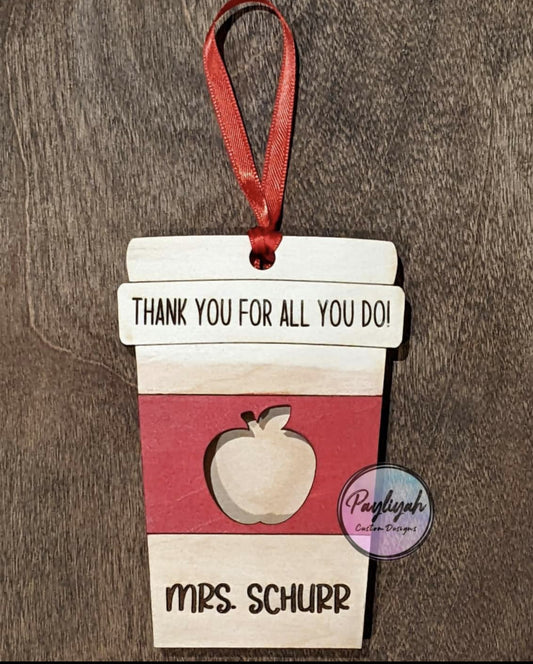 THANK YOU FOR ALL YOU DO!
Payliyah
Custom Designs
MRS. SCHURR